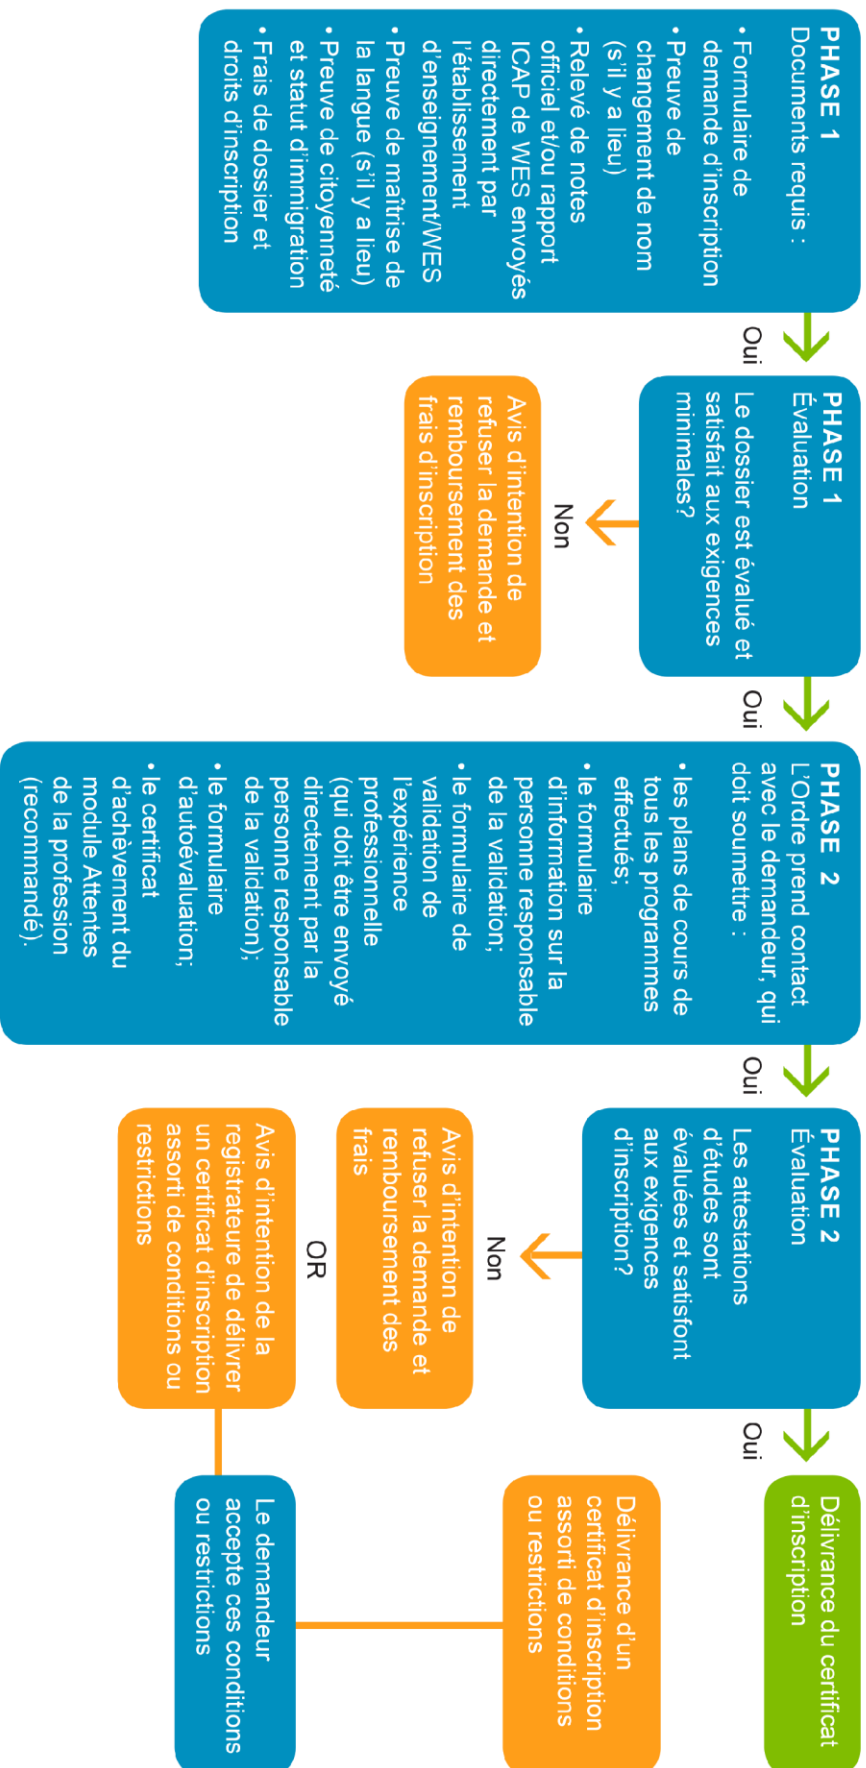 PHASE 1
Documents requis :
• Formulaire de
demande d'inscription
• Preuve de
changement de nom
(s'il y a lieu)
• Relevé de notes
officiel et/ou rapport
ICAP de WES envoyés
directement par
l'établissement
d'enseignement/WES
• Preuve de maîtrise de
la langue (s'il y a lieu)
• Preuve de citoyenneté
et statut d'immigration
• Frais de dossier et
droits d'inscription
Oui
PHASE 1
Évaluation
Le dossier est évalué et
satisfait aux exigences
minimales?
Non
Avis d'intention de
refuser la demande et
remboursement des
frais d'inscription
Oui
PHASE 2
L'Ordre prend contact
avec le demandeur, qui
doit soumettre :
• les plans de cours de
tous les programmes
effectués;
• le formulaire
d'information sur la
personne responsable
de la validation;
• le formulaire de
validation de
l'expérience
professionnelle
(qui doit être envoyé
directement par la
personne responsable
de la validation);
• le formulaire
d'autoévaluation;
• le certificat
d'achèvement du
module Attentes
de la profession
(recommandé).
Oui
PHASE 2
Évaluation
Les attestations
d'études sont
évaluées et satisfont
aux exigences
d'inscription?
Non
Avis d'intention de
refuser la demande et
remboursement des
frais
OR
Avis d'intention de la
registrateure de délivrer
un certificat d'inscription
assorti de conditions ou
restrictions
Oui
Délivrance du certificat
d'inscription
Délivrance d'un
certificat d'inscription
assorti de conditions
ou restrictions
Le demandeur
accepte ces conditions
ou restrictions